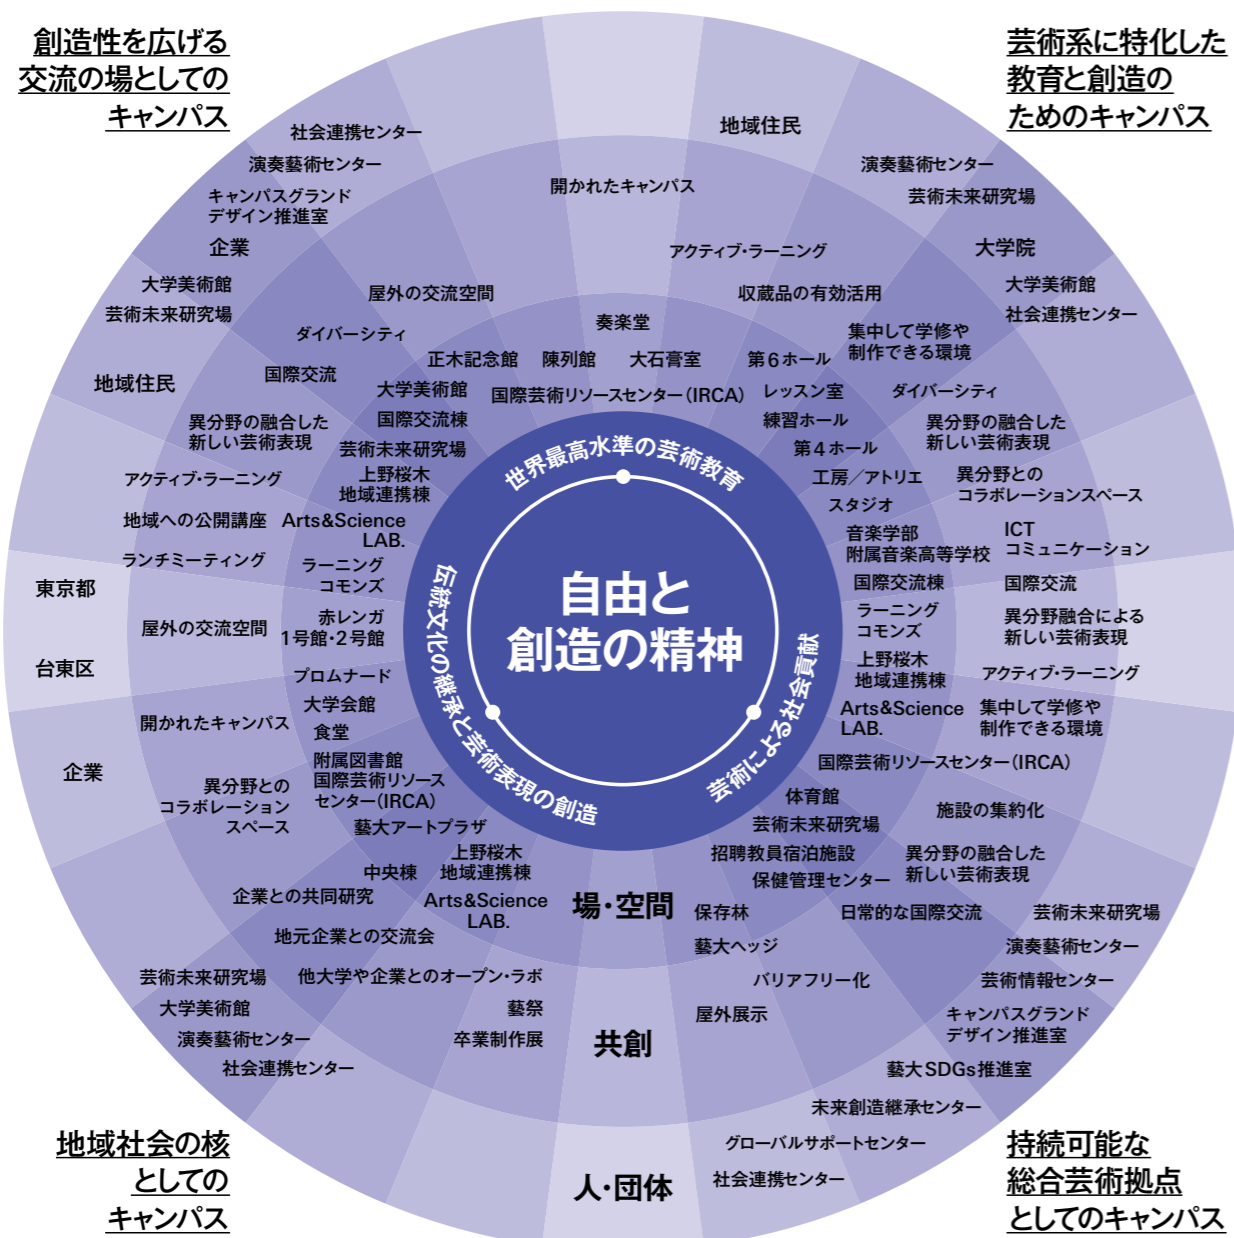 創造性を広げる
交流の場としての
キャンパス
芸術系に特化した
教育と創造の
ためのキャンパス
社会連携センター
演奏藝術センター
キャンパスグランド
デザイン推進室
企業
大学美術館
芸術未来研究場
地域住民
地域住民
演奏藝術センター
芸術未来研究場
大学院
大学美術館
社会連携センター
開かれたキャンパス
アクティブ・ラーニング
収蔵品の有効活用
集中して学修や
制作できる環境
ダイバーシティ
異分野の融合した
新しい芸術表現
異分野との
コラボレーションスペース
ICT
コミュニケーション
国際交流
異分野融合による
新しい芸術表現
アクティブ・ラーニング
集中して学修や
制作できる環境
屋外の交流空間
ダイバーシティ
国際交流
異分野の融合した
新しい芸術表現
アクティブ・ラーニング
地域への公開講座
ランチミーティング
屋外の交流空間
開かれたキャンパス
異分野との
コラボレーション
スペース
東京都
台東区
企業
奏楽堂
正木記念館
陳列館
大石膏室
第6ホール
大学美術館
国際芸術リソースセンター(IRCA)
レッスン室
国際交流棟
練習ホール
芸術未来研究場
第4ホール
上野桜木
地域連携棟
工房/アトリエ
スタジオ
Arts&Science
LAB.
音楽学部
附属音楽高等学校
ラーニング
コモンズ
国際交流棟
赤レンガ
1号館・2号館
ラーニング
コモンズ
プロムナード
上野桜木
地域連携棟
大学会館
食堂
Arts&Science
LAB.
附属図書館
国際芸術リソース
センター(IRCA)
国際芸術リソースセンター(IRCA)
藝大アートプラザ
体育館
芸術未来研究場
中央棟
上野桜木
地域連携棟
招聘教員宿泊施設
保健管理センター
Arts&Science
LAB.
保存林
藝大ヘッジ
世界最高水準の芸術教育
伝統文化の継承と芸術表現の創造
芸術による社会貢献
自由と
創造の精神
場・空間
共創
人・団体
企業との共同研究
地元企業との交流会
他大学や企業とのオープン・ラボ
藝祭
卒業制作展
施設の集約化
異分野の融合した
新しい芸術表現
日常的な国際交流
バリアフリー化
屋外展示
芸術未来研究場
大学美術館
演奏藝術センター
社会連携センター
芸術未来研究場
演奏藝術センター
芸術情報センター
キャンパスグランド
デザイン推進室
藝大SDGs推進室
未来創造継承センター
グローバルサポートセンター
社会連携センター
地域社会の核
としての
キャンパス
持続可能な
総合芸術拠点
としてのキャンパス